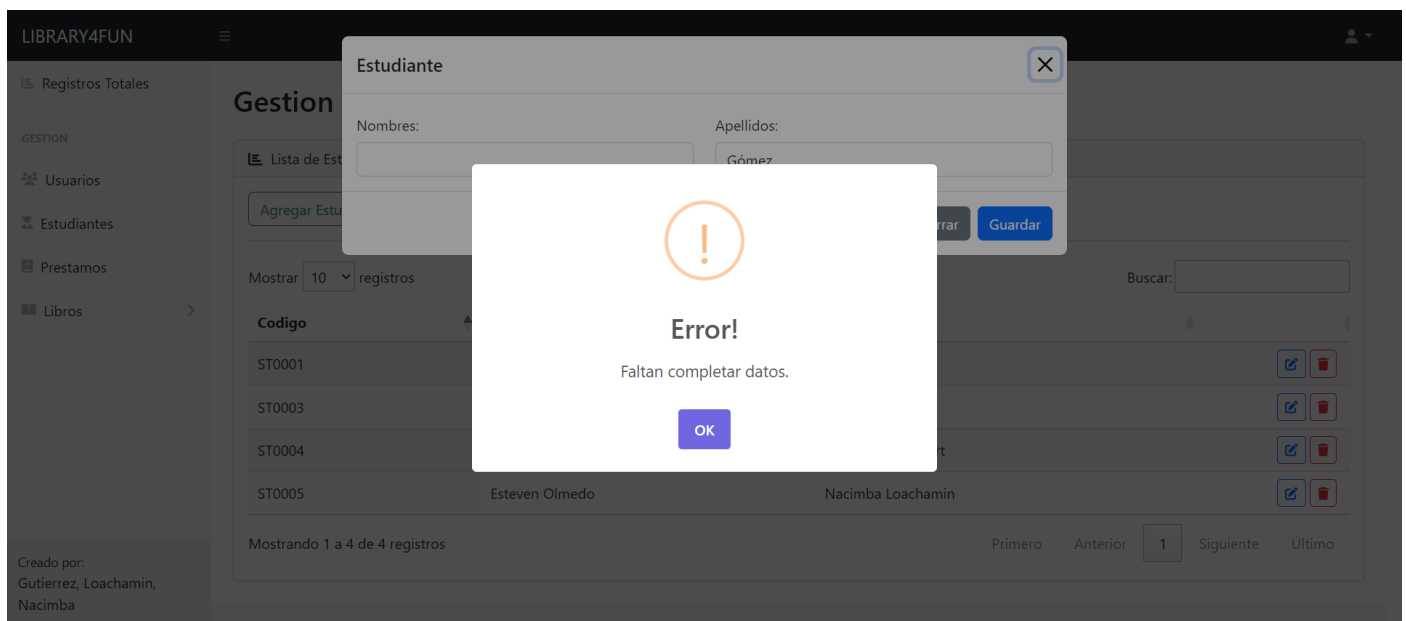 LIBRARY4FUN
Estudiante
Registros Totales
Gestion
Nombres:
Apellidos:
GESTION
Lista de Est
Gómez
Usuarios
Agregar Estu
rrar
Guardar
Estudiantes
Prestamos
Mostrar 10 registros
Buscar:
Libros
Codigo
Error!
ST0001
Faltan completar datos.
ST0003
OK
ST0004
rt
ST0005 Esteven Olmedo Nacimba Loachamin
Mostrando 1 a 4 de 4 registros
Primero Anterior 1 Siguiente Último
Creado por:
Gutierrez, Loachamin,
Nacimba